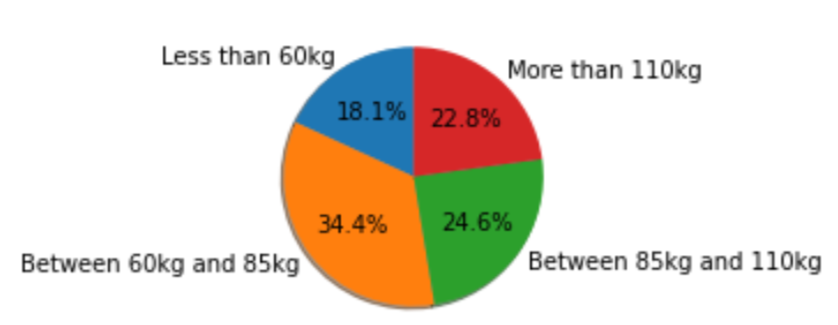 Less than 60kg
More than 110kg
18.1%
22.8%
34.4%
24.6%
Between 60kg and 85kg
Between 85kg and 110kg